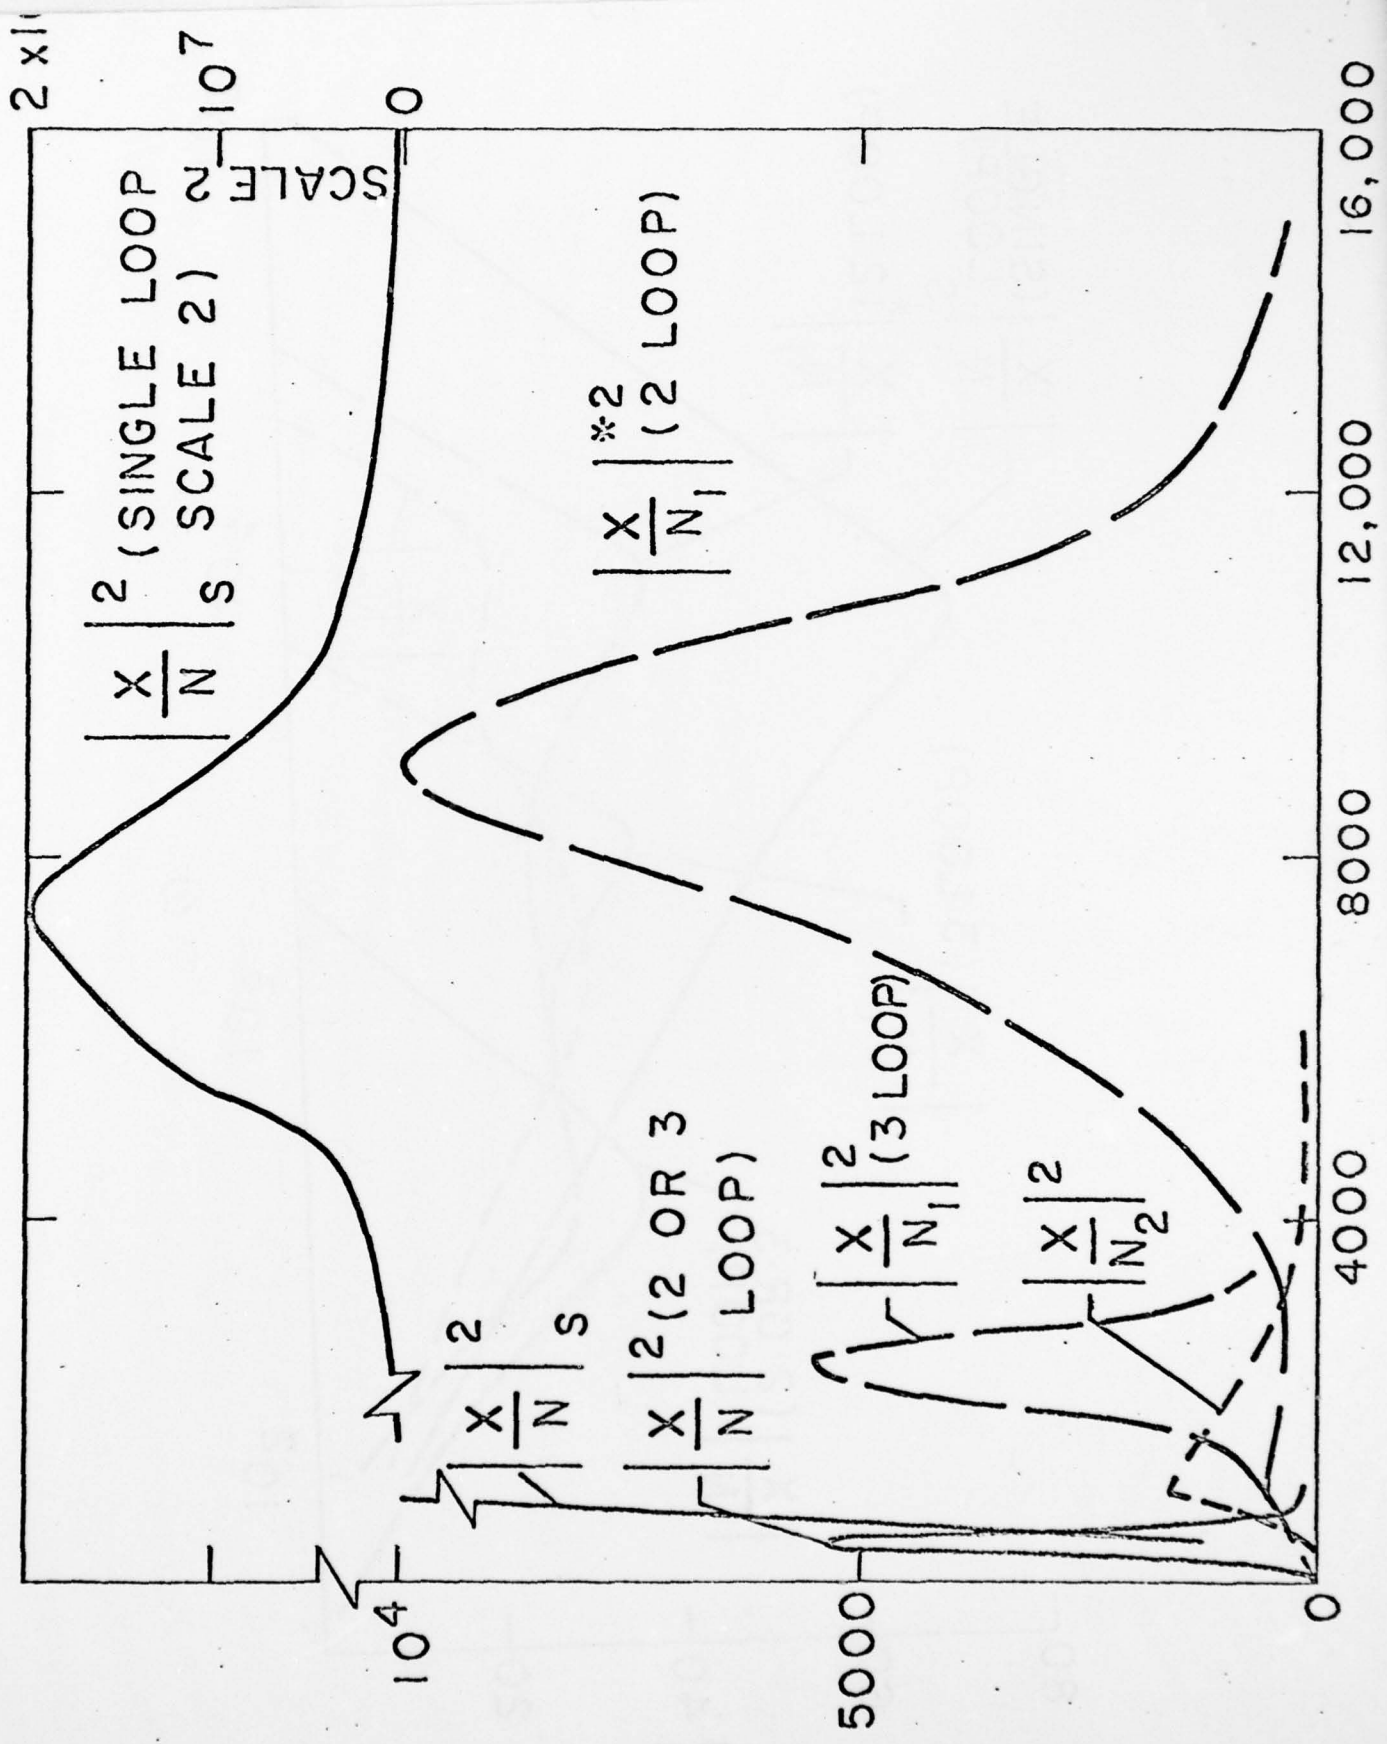 2 x1
10⁷
0
SCALE 2
|X/N|²S (SINGLE LOOP
SCALE 2)
|X/N₁|*² (2 LOOP)
|X/N|²S
|X/N|² (2 OR 3
LOOP)
|X/N₁|² (3 LOOP)
|X/N₂|²
10⁴
5000
0
4000
8000
12,000
16,000